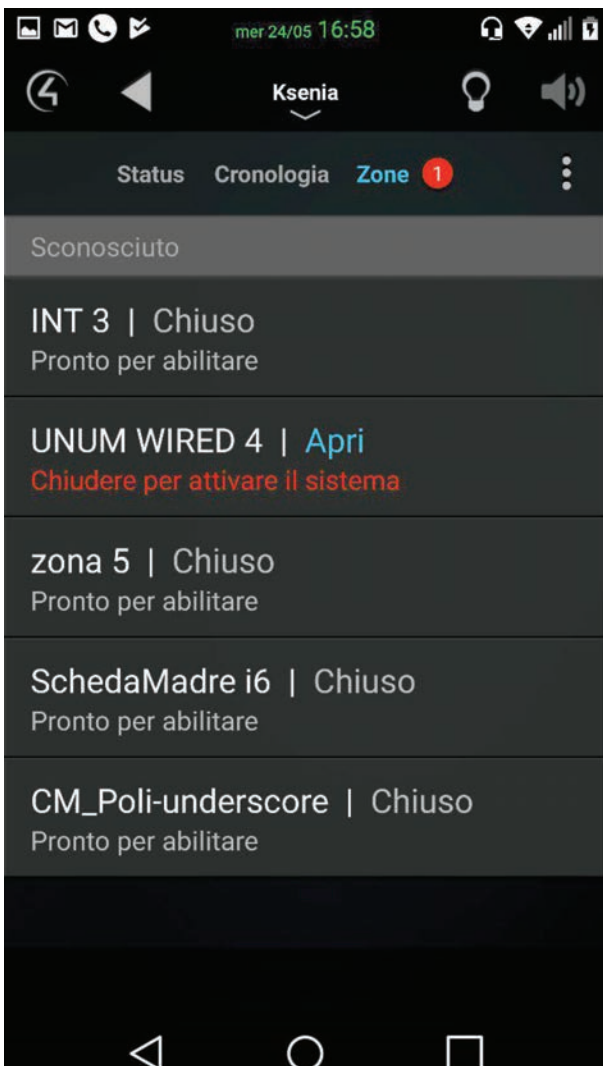 mer 24/05 16:58
Ksenia
Status Cronologia Zone 1
Sconosciuto
INT 3 | Chiuso
Pronto per abilitare
UNUM WIRED 4 | Apri
Chiudere per attivare il sistema
zona 5 | Chiuso
Pronto per abilitare
SchedaMadre i6 | Chiuso
Pronto per abilitare
CM_Poli-underscore | Chiuso
Pronto per abilitare